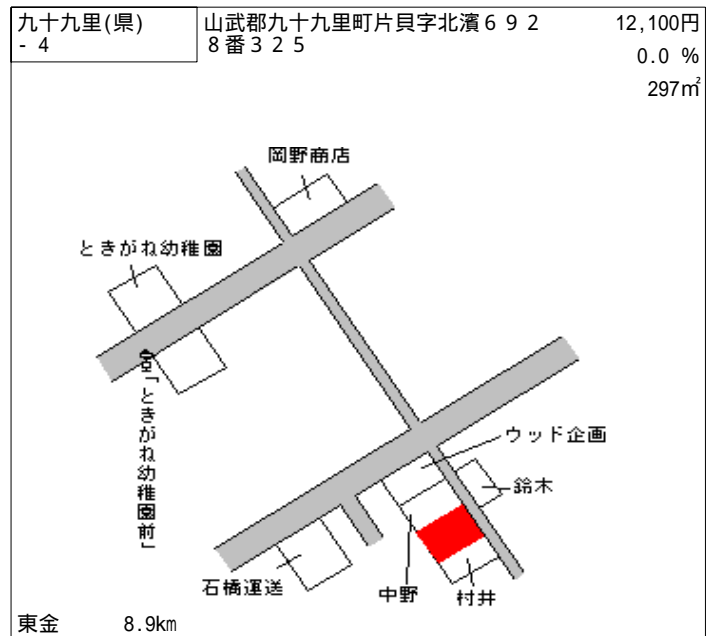 九十九里(県)
- 4
山武郡九十九里町片貝字北濱６９２
８番３２５
12,100円
0.0 %
297㎡
岡野商店
ときがね幼稚園
「ときがね幼稚園前」
ウッド企画
鈴木
石橋運送
中野
村井
東金 8.9km